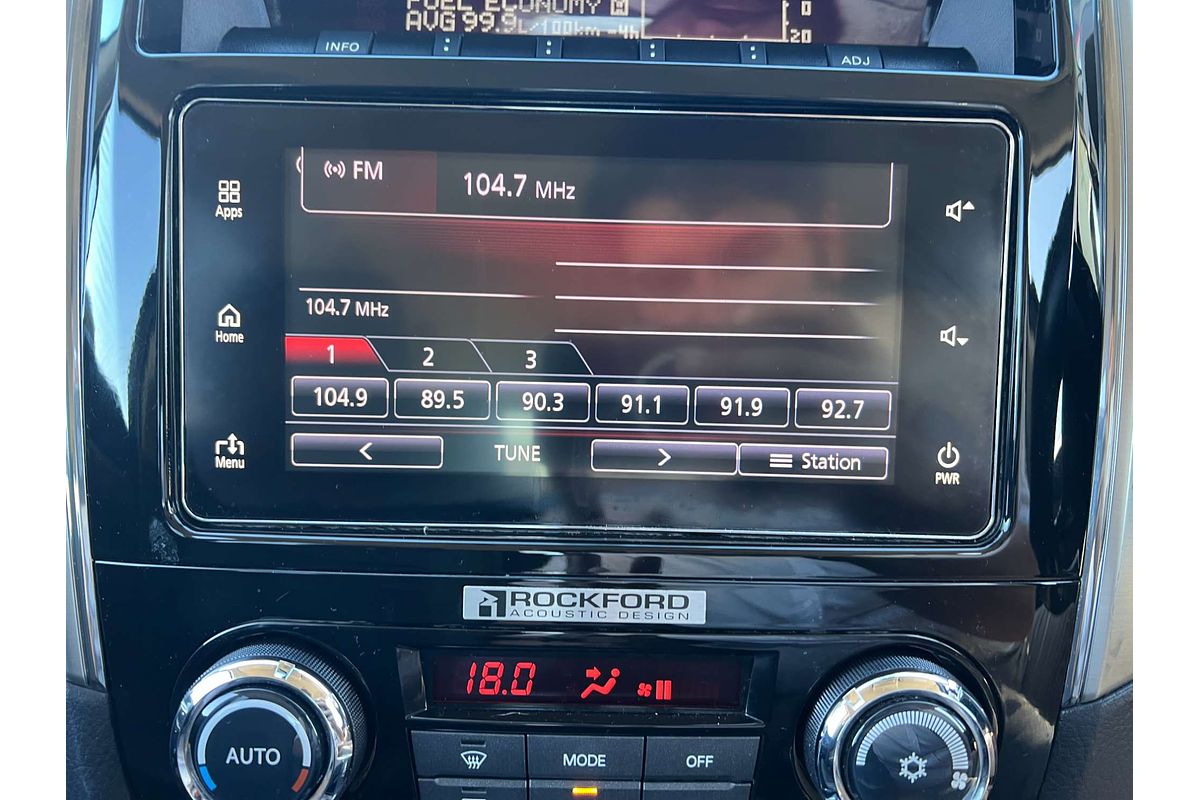 FUEL ECONOMY
AVG 99.9L/100km
0
20
INFO
ADJ
FM 104.7 MHz
Apps
Home
104.7 MHz
1 2 3
104.9 89.5 90.3 91.1 91.9 92.7
< TUNE > Station
Menu
PWR
ROCKFORD
ACOUSTIC DESIGN
18.0
AUTO
MODE
OFF